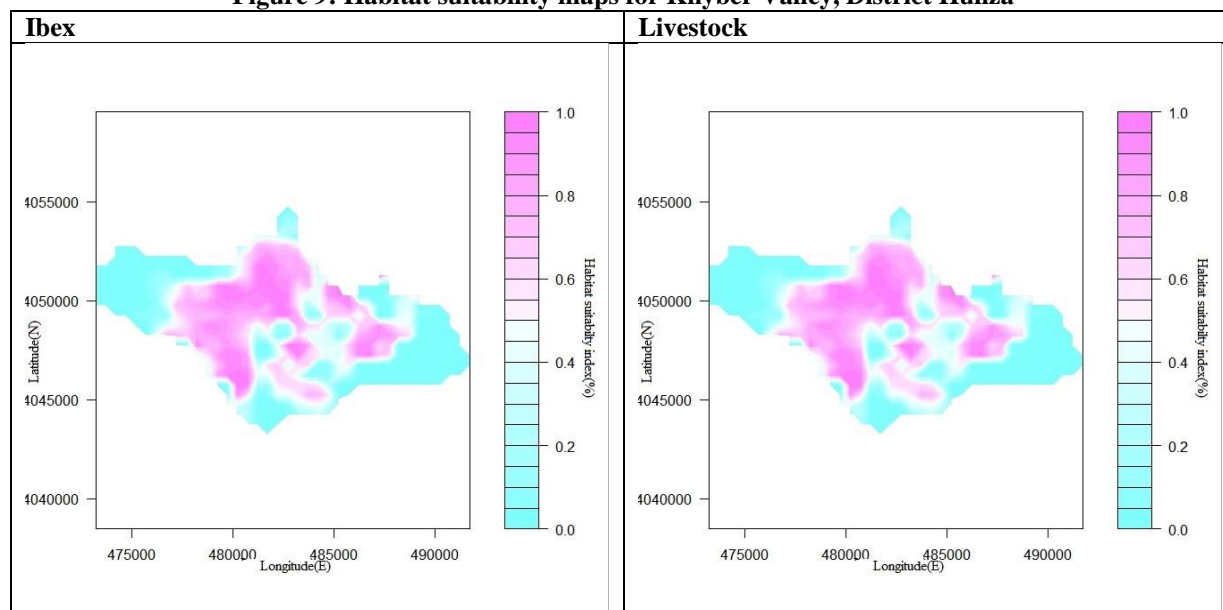 Figure 9: Habitat suitability maps for Khyber Valley, District Hunza
Ibex
Livestock
1.0
0.8
0.6
0.4
0.2
0.0
Habitat suitablity index(%)
4055000
4050000
4045000
4040000
Latitude(N)
475000 480000 485000 490000
Longitude(E)
1.0
0.8
0.6
0.4
0.2
0.0
Habitat suitablity index(%)
4055000
4050000
4045000
4040000
Latitude(N)
475000 480000 485000 490000
Longitude(E)